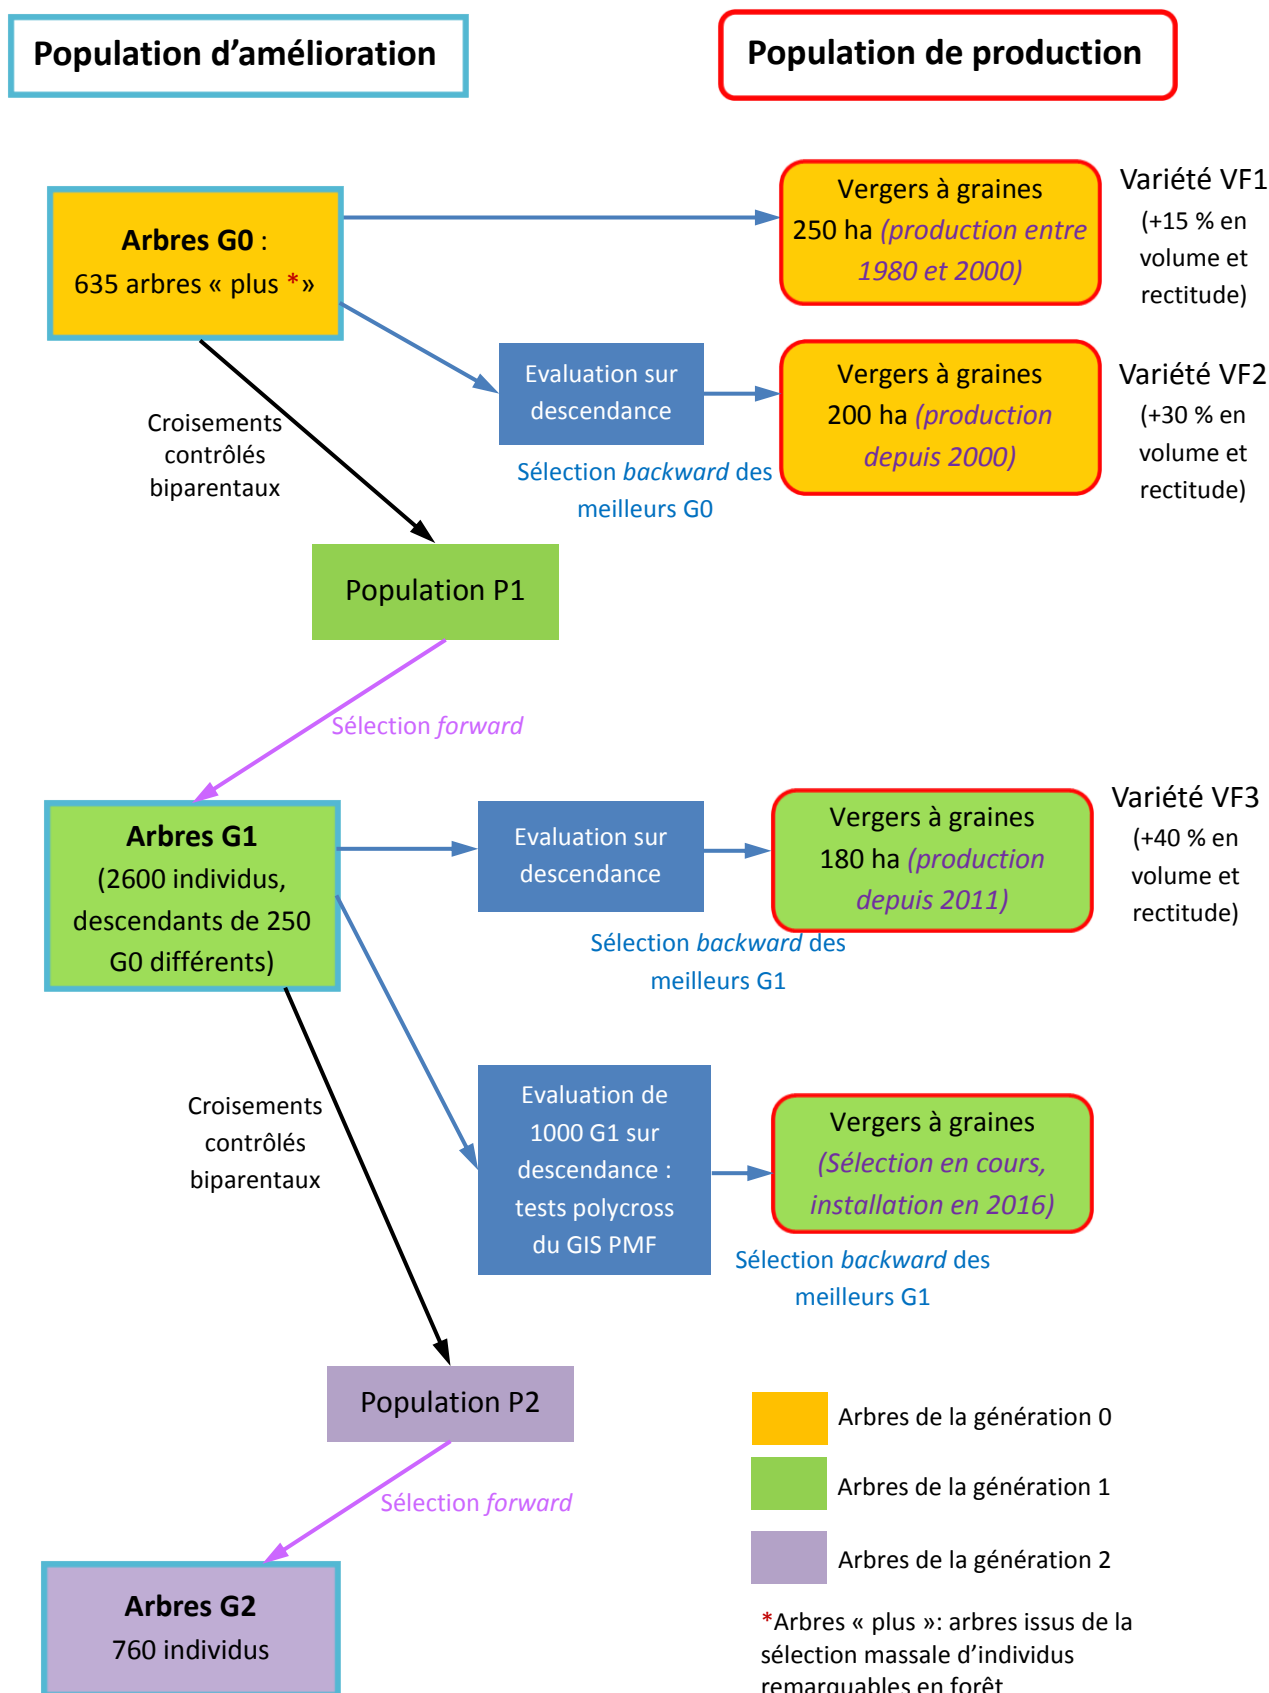 Population d’amélioration
Population de production
Arbres G0 :
635 arbres « plus *»
Vergers à graines
250 ha (production entre
1980 et 2000)
Variété VF1
(+15 % en
volume et
rectitude)
Evaluation sur
descendance
Vergers à graines
200 ha (production
depuis 2000)
Variété VF2
(+30 % en
volume et
rectitude)
Sélection backward des
meilleurs G0
Croisements
contrôlés
biparentaux
Population P1
Sélection forward
Arbres G1
(2600 individus,
descendants de 250
G0 différents)
Evaluation sur
descendance
Vergers à graines
180 ha (production
depuis 2011)
Variété VF3
(+40 % en
volume et
rectitude)
Sélection backward des
meilleurs G1
Croisements
contrôlés
biparentaux
Evaluation de
1000 G1 sur
descendance :
tests polycross
du GIS PMF
Vergers à graines
(Sélection en cours,
installation en 2016)
Sélection backward des
meilleurs G1
Population P2
Sélection forward
Arbres G2
760 individus
Arbres de la génération 0
Arbres de la génération 1
Arbres de la génération 2
*Arbres « plus »: arbres issus de la
sélection massale d’individus
remarquables en forêt